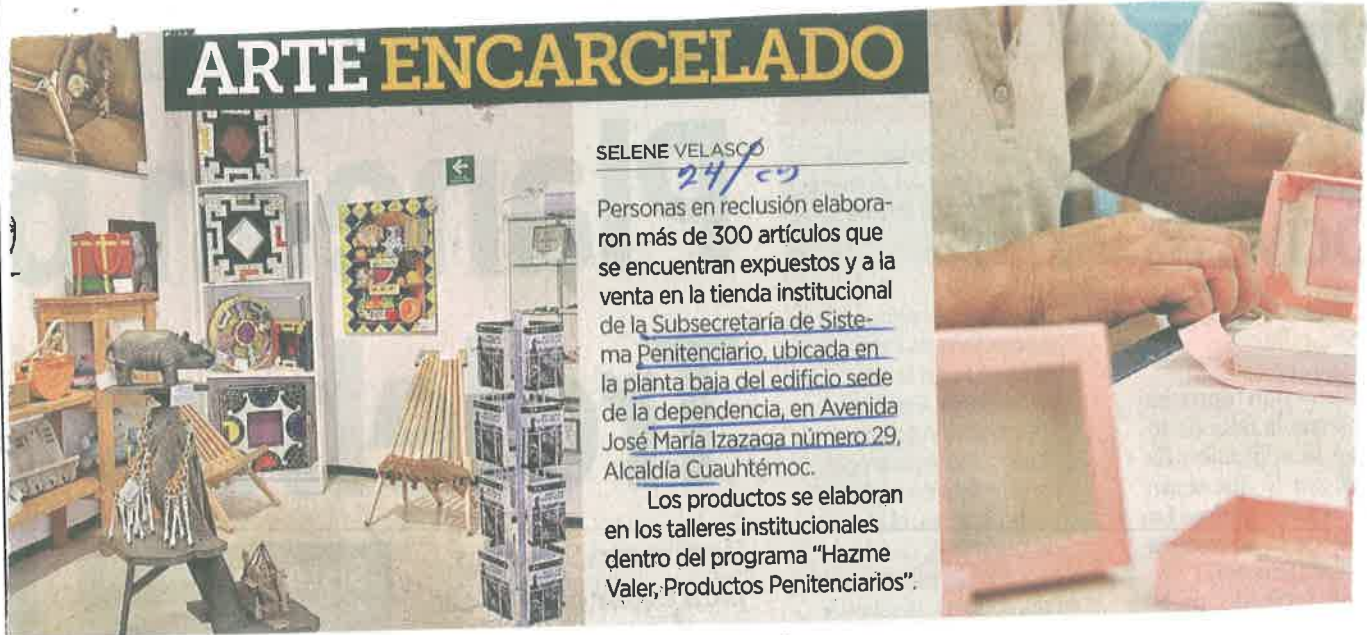 ARTE ENCARCELADO
SELENE VELASCO
24/
Personas en reclusión elabora-
ron más de 300 artículos que
se encuentran expuestos y a la
venta en la tienda institucional
de la Subsecretaría de Siste-
ma Penitenciario, ubicada en
la planta baja del edificio sede
de la dependencia, en Avenida
José María Izazaga número 29,
Alcaldía Cuauhtémoc.
Los productos se elaboran
en los talleres institucionales
dentro del programa “Hazme
Valer, Productos Penitenciarios”.